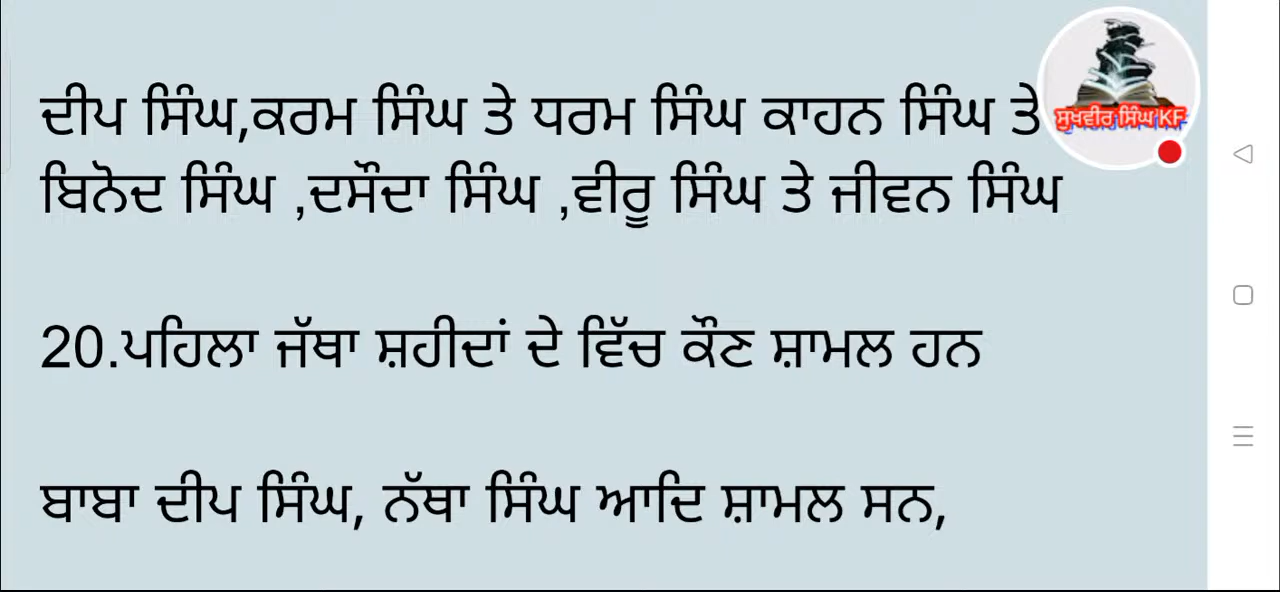 ਦੀਪ ਸਿੰਘ,ਕਰਮ ਸਿੰਘ ਤੇ ਧਰਮ ਸਿੰਘ ਕਾਹਨ ਸਿੰਘ ਤੇ
ਸੁਖਵੀਰ ਸਿੰਘ KF
ਬਿਨੋਦ ਸਿੰਘ ,ਦਸੌਂਦਾ ਸਿੰਘ ,ਵੀਰੂ ਸਿੰਘ ਤੇ ਜੀਵਨ ਸਿੰਘ
20.ਪਹਿਲਾ ਜੱਥਾ ਸ਼ਹੀਦਾਂ ਦੇ ਵਿੱਚ ਕੌਣ ਸ਼ਾਮਲ ਹਨ
ਬਾਬਾ ਦੀਪ ਸਿੰਘ, ਨੱਥਾ ਸਿੰਘ ਆਦਿ ਸ਼ਾਮਲ ਸਨ,